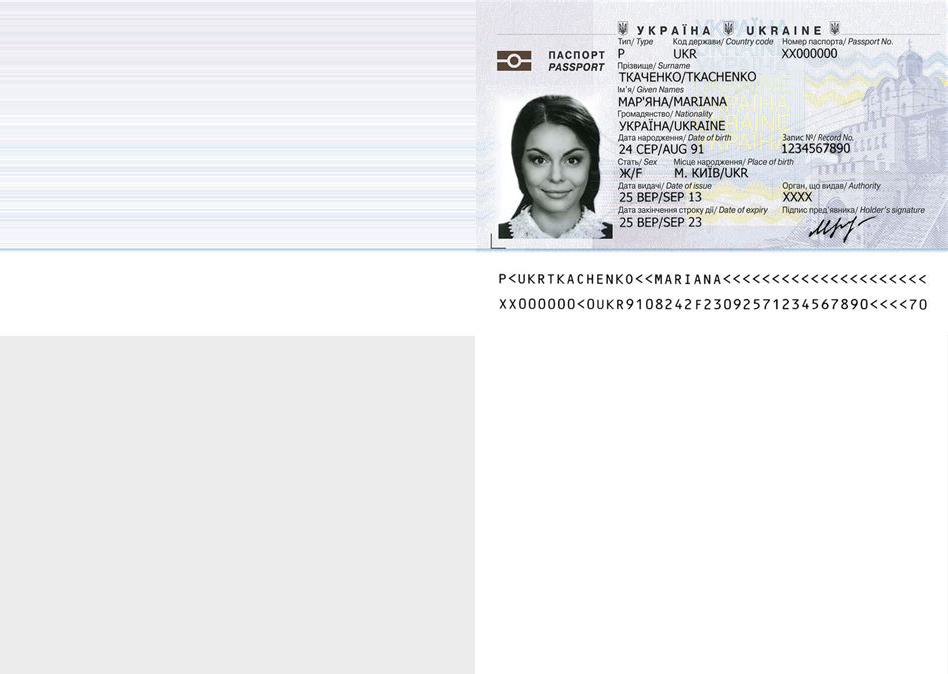 УКРАЇНА UKRAINE
Тип/ Type Код держави/ Country code Номер паспорта/ Passport No.
P UKR XX000000
ПАСПОРТ
PASSPORT
Прізвище/ Surname
ТКАЧЕНКО/TKACHENKO
Ім'я/ Given Names
МАР'ЯНА/MARIANA
Громадянство/ Nationality
УКРАЇНА/UKRAINE
Дата народження/ Date of birth Запис №/ Record No.
24 СЕР/AUG 91 1234567890
Стать/ Sex Місце народження/ Place of birth
Ж/F М. КИЇВ/UKR
Дата видачі/ Date of issue Орган, що видав/ Authority
25 ВЕР/SEP 13 XXXX
Дата закінчення строку дії/ Date of expiry Підпис пред'явника/ Holder's signature
25 ВЕР/SEP 23
P<UKRTKACHENKO<<MARIANA<<<<<<<<<<<<<<<<<<<<<
XX000000<0UKR9108242F23092571234567890<<<<70